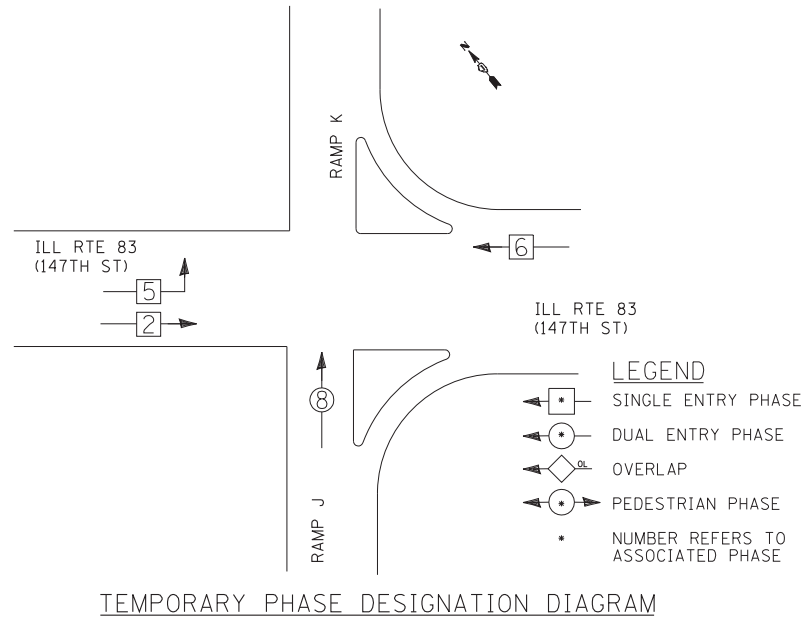 N
RAMP K
ILL RTE 83
(147TH ST)
6
5
2
ILL RTE 83
(147TH ST)
8
RAMP J
LEGEND
* SINGLE ENTRY PHASE
* DUAL ENTRY PHASE
* OL OVERLAP
* PEDESTRIAN PHASE
* NUMBER REFERS TO
ASSOCIATED PHASE
TEMPORARY PHASE DESIGNATION DIAGRAM